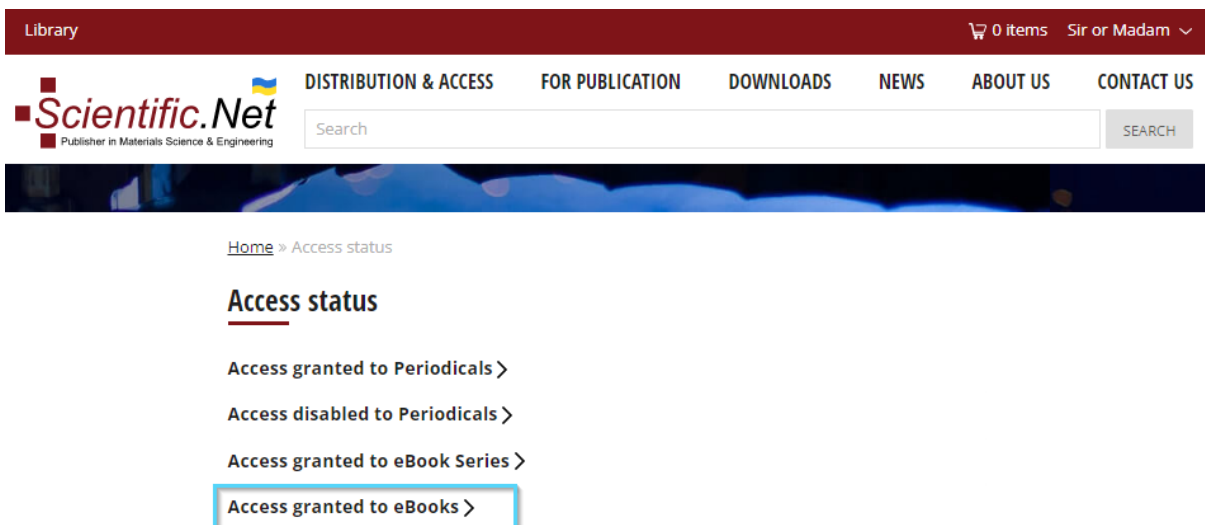 Library
0 items Sir or Madam
DISTRIBUTION & ACCESS FOR PUBLICATION DOWNLOADS NEWS ABOUT US CONTACT US
Scientific.Net
Publisher in Materials Science & Engineering
Search SEARCH
Home » Access status
Access status
Access granted to Periodicals
Access disabled to Periodicals
Access granted to eBook Series
Access granted to eBooks